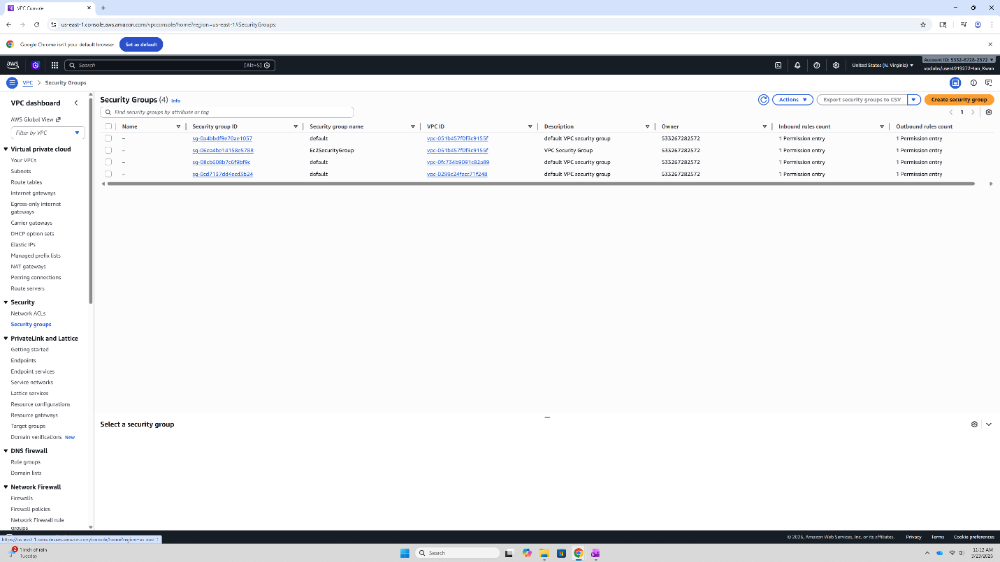 VPC Console
us-east-1.console.aws.amazon.com/vpcconsole/home?region=us-east-1#SecurityGroups:
Google Chrome isn't your default browser Set as default
aws Search [Alt+S] United States (N. Virginia) Account ID: 5332-6728-2572
voclabs/user4919272=Ian_Kwan
VPC Security Groups
VPC dashboard
AWS Global View
Filter by VPC
Virtual private cloud
Your VPCs
Subnets
Route tables
Internet gateways
Egress-only internet
gateways
Carrier gateways
DHCP option sets
Elastic IPs
Managed prefix lists
NAT gateways
Peering connections
Route servers
Security
Network ACLs
Security groups
PrivateLink and Lattice
Getting started
Endpoints
Endpoint services
Service networks
Lattice services
Resource configurations
Resource gateways
Target groups
Domain verifications New
DNS firewall
Rule groups
Domain lists
Network Firewall
Firewalls
Firewall policies
Network Firewall rule
groups
Security Groups (4) Info Actions Export security groups to CSV Create security group
Find security groups by attribute or tag 1
Name Security group ID Security group name VPC ID Description Owner Inbound rules count Outbound rules count
– sg-0a4bbdf9e70ae1057 default vpc-051b457f0f3c9155f default VPC security group 533267282572 1 Permission entry 1 Permission entry
– sg-06ea4be14158e5788 Ec2SecurityGroup vpc-051b457f0f3c9155f VPC Security Group 533267282572 1 Permission entry 1 Permission entry
– sg-08cb608b7c6f9bf9c default vpc-0fc734b9091c82a89 default VPC security group 533267282572 1 Permission entry 1 Permission entry
– sg-0cd7137dd4ecd3b24 default vpc-0299c24fecc71f248 default VPC security group 533267282572 1 Permission entry 1 Permission entry
Select a security group
https://us-east-1.console.aws.amazon.com/console/home?region=us-east-1
© 2026, Amazon Web Services, Inc. or its affiliates. Privacy Terms Cookie preferences
2
1 inch of rain
Tuesday
Search
11:12 AM
3/23/2026